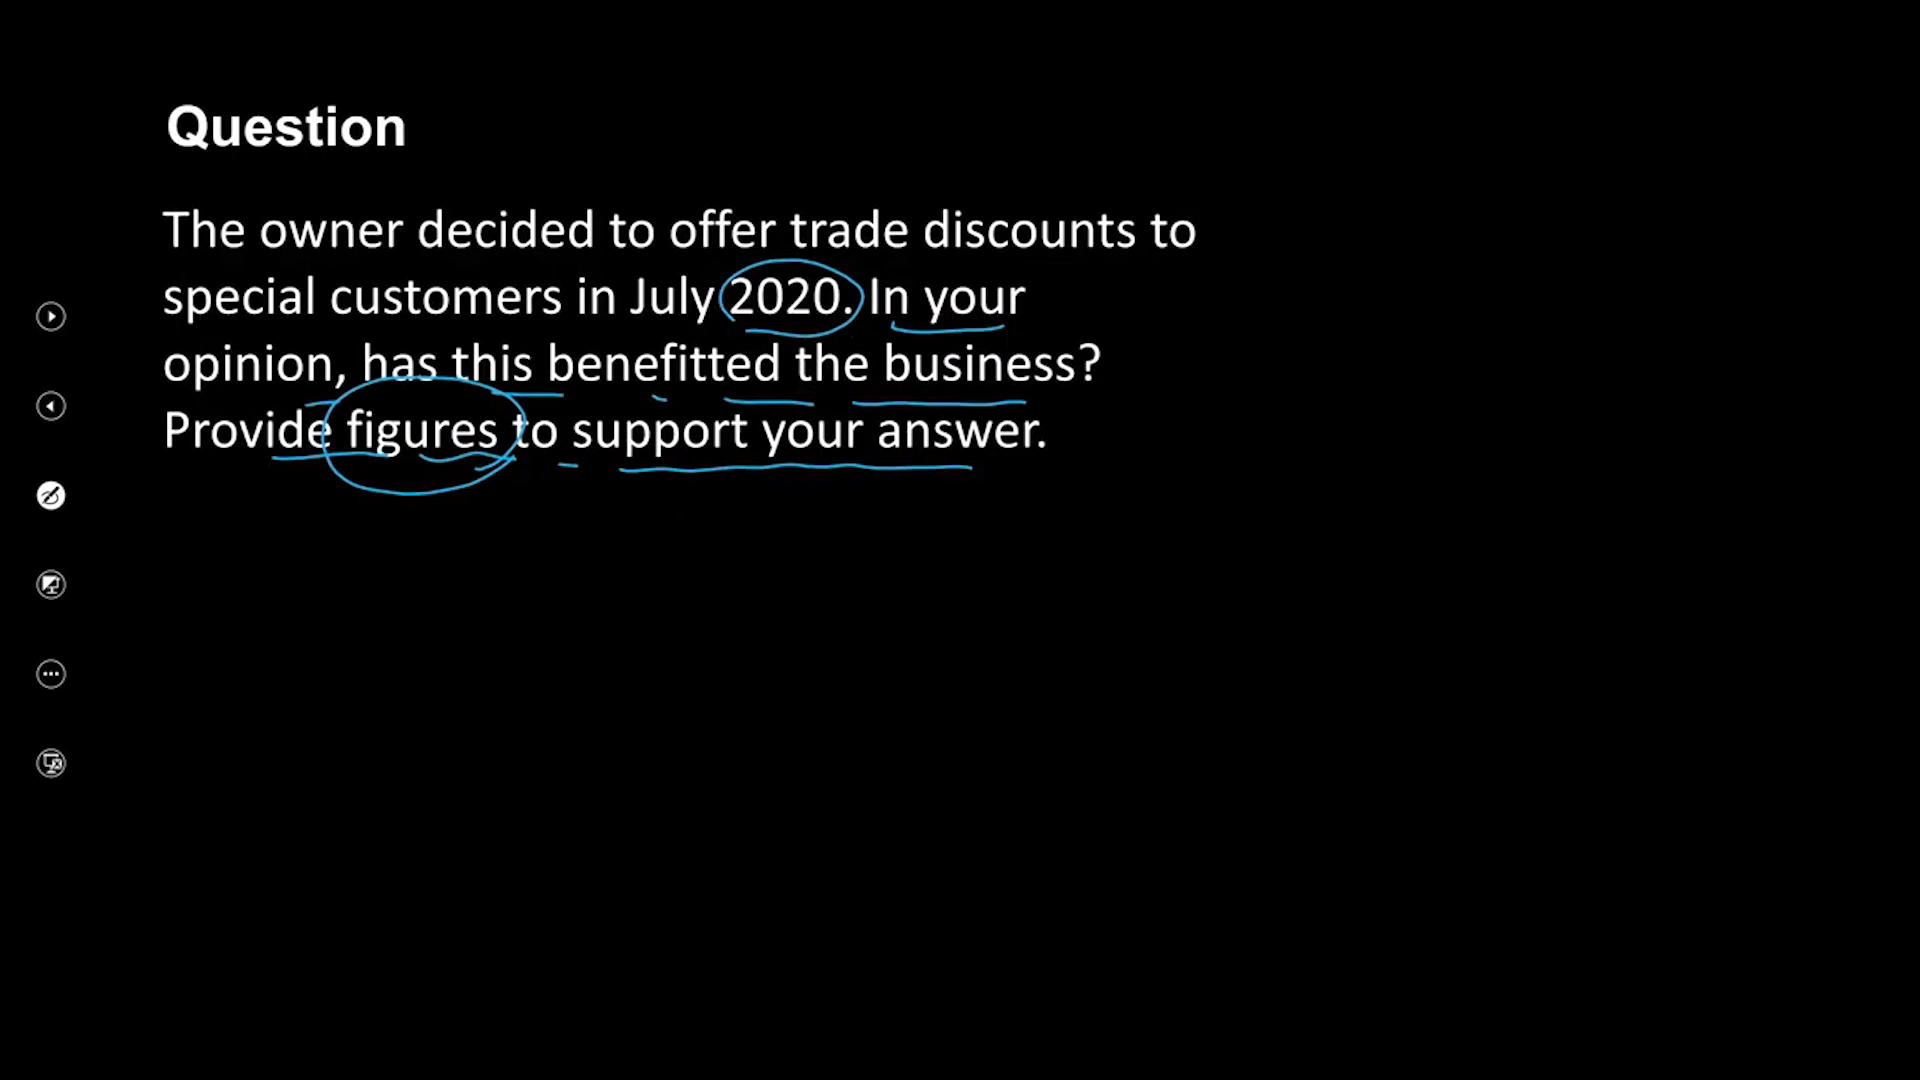 Question
The owner decided to offer trade discounts to
special customers in July 2020. In your
opinion, has this benefitted the business?
Provide figures to support your answer.